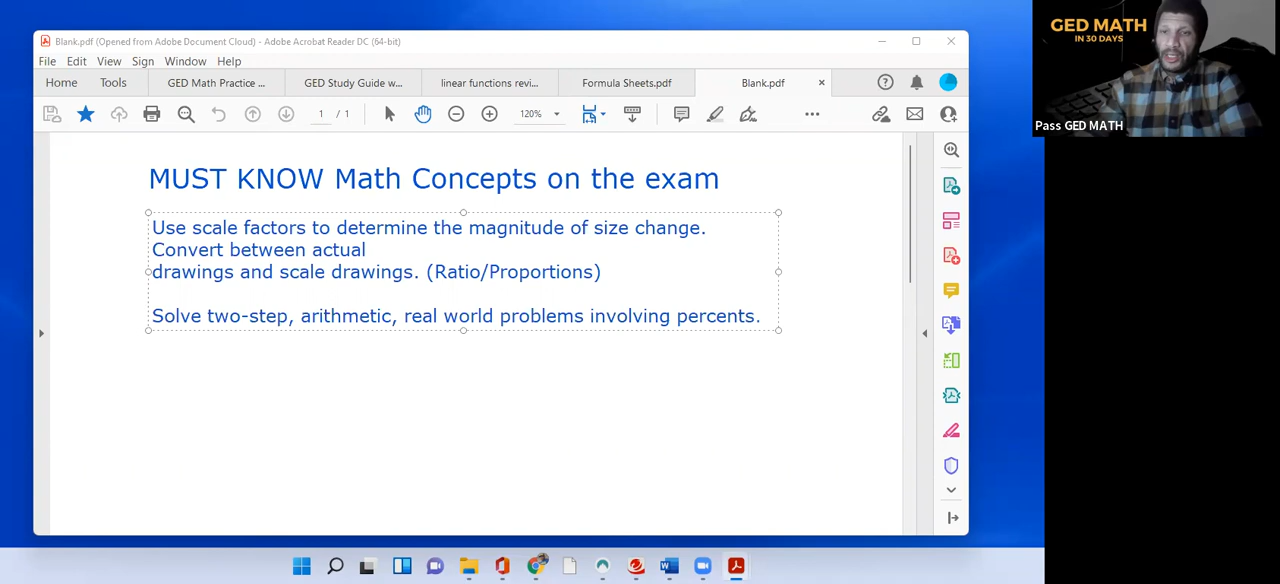 GED MATH
IN 30 DAYS
Pass GED MATH
Blank.pdf (Opened from Adobe Document Cloud) - Adobe Acrobat Reader DC (64-bit)
File Edit View Sign Window Help
Home Tools GED Math Practice ... GED Study Guide w... linear functions revi... Formula Sheets.pdf Blank.pdf
1 / 1 120%
MUST KNOW Math Concepts on the exam
Use scale factors to determine the magnitude of size change.
Convert between actual
drawings and scale drawings. (Ratio/Proportions)
Solve two-step, arithmetic, real world problems involving percents.